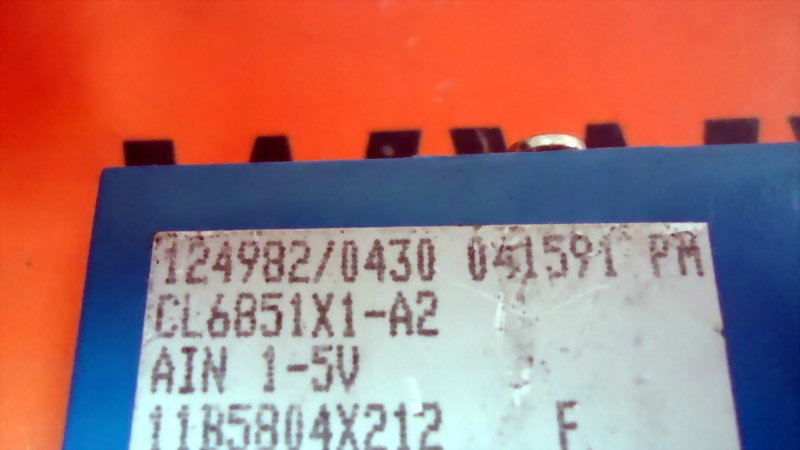 124982/0430 041591 PM
CL6851X1-A2
AIN 1-5V
11B5804X212 F